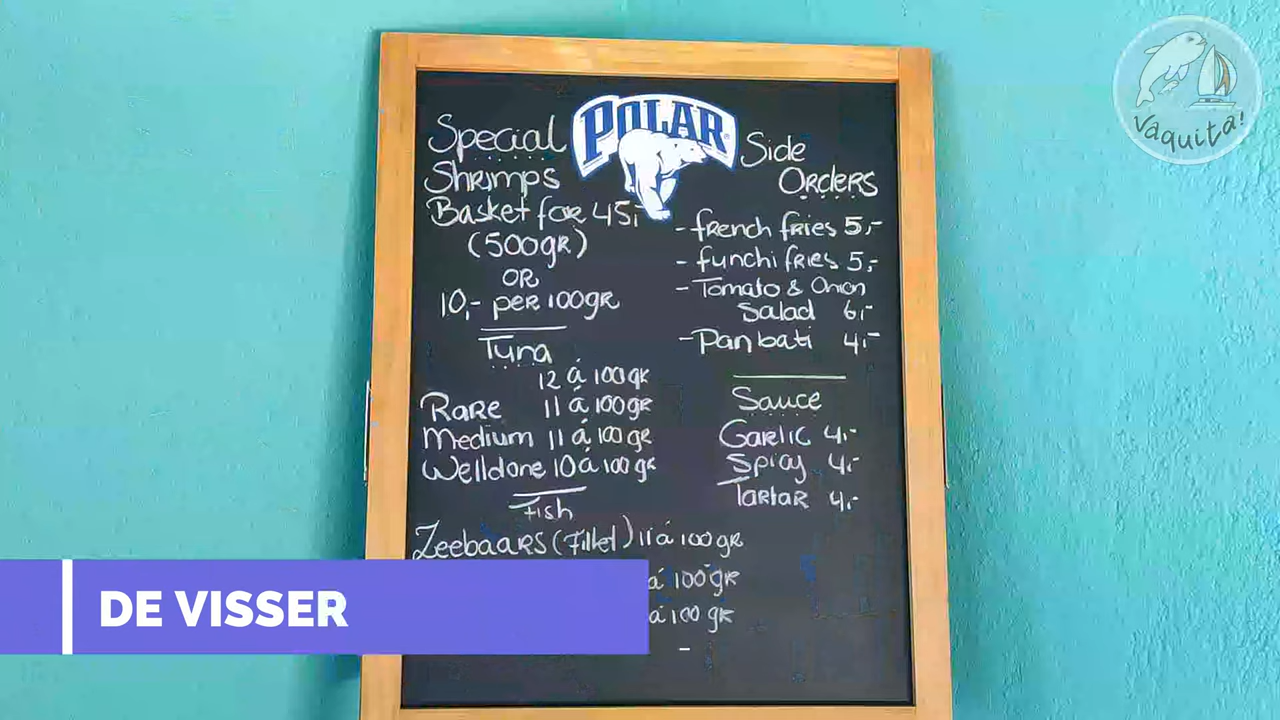 Special
Shrimps
Basket for 45,-
(500gr)
OR
10,- per 100gr
Tuna
12 á 100gr
Rare 11 á 100gr
Medium 11 á 100gr
Welldone 10 á 100gr
Fish
Zeebaars (Fillet) 11 á 100 gr
á 100gr
á 100 gr
-
POLAR
Side
Orders
- french fries 5,-
- funchi fries 5,-
- Tomato & Onion
Salad 6,-
- Pan bati 4,-
Sauce
Garlic 4,-
Spicy 4,-
Tartar 4,-
DE VISSER
Vaquita!